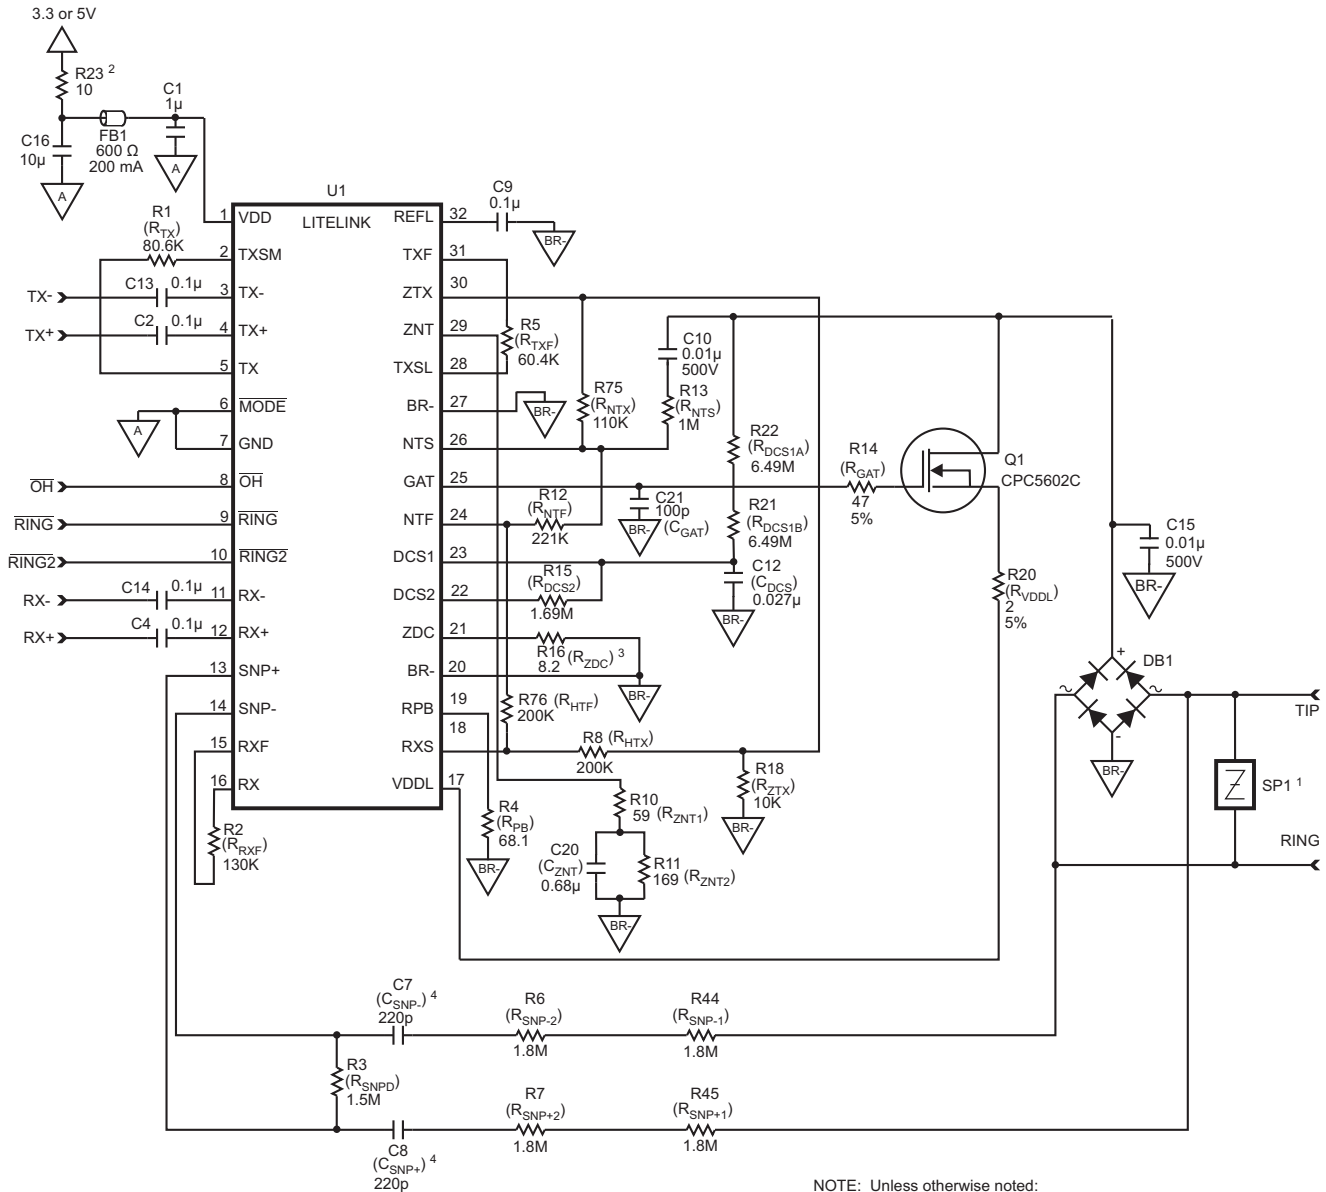 3.3 or 5V
R23 2
10
C1
1µ
C16
10µ
FB1
600 Ω
200 mA
A
A
U1
LITELINK
C9
0.1µ
BR-
R1
(RTX)
80.6K
1 VDD
2 TXSM
3 TX-
4 TX+
5 TX
6 MODE
7 GND
8 OH
9 RING
10 RING2
11 RX-
12 RX+
13 SNP+
14 SNP-
15 RXF
16 RX
REFL 32
TXF 31
ZTX 30
ZNT 29
TXSL 28
BR- 27
NTS 26
GAT 25
NTF 24
DCS1 23
DCS2 22
ZDC 21
BR- 20
RPB 19
RXS 18
VDDL 17
TX-
C13 0.1µ
TX+
C2 0.1µ
A
OH
RING
RING2
RX-
C14 0.1µ
RX+
C4 0.1µ
R2
(RRXF)
130K
R5
(RTXF)
60.4K
BR-
R75
(RNTX)
110K
C10
0.01µ
500V
R13
(RNTS)
1M
R22
(RDCS1A)
6.49M
R21
(RDCS1B)
6.49M
R14
(RGAT)
47
5%
Q1
CPC5602C
R12
(RNTF)
221K
C21
100p
(CGAT)
BR-
R15
(RDCS2)
1.69M
C12
(CDCS)
0.027µ
BR-
R16 (RZDC) 3
8.2
BR-
R20
(RVDDL)
2
5%
C15
0.01µ
500V
BR-
R76 (RHTF)
200K
R8 (RHTX)
200K
R18
(RZTX)
10K
BR-
R4
(RPB)
68.1
BR-
R10
59 (RZNT1)
C20
(CZNT)
0.68µ
R11
169 (RZNT2)
BR-
+
DB1
~
~
-
BR-
TIP
SP1 1
RING
C7
(CSNP-) 4
220p
R6
(RSNP-2)
1.8M
R44
(RSNP-1)
1.8M
R3
(RSNPD)
1.5M
C8
(CSNP+) 4
220p
R7
(RSNP+2)
1.8M
R45
(RSNP+1)
1.8M
NOTE: Unless otherwise noted: